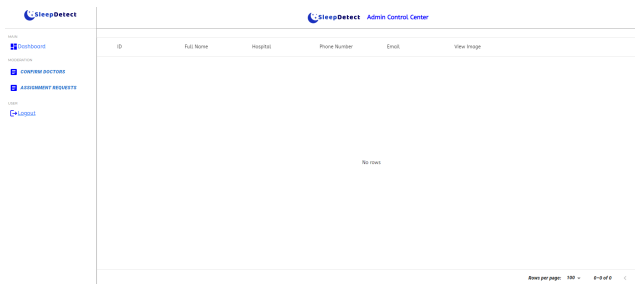 SleepDetect
SleepDetect Admin Control Center
MAIN
Dashboard
ID Full Name Hospital Phone Number Email View Image
CONFIRM DOCTORS
ASSIGNMENT REQUESTS
USER
Logout
No rows
Rows per page: 100 0–0 of 0